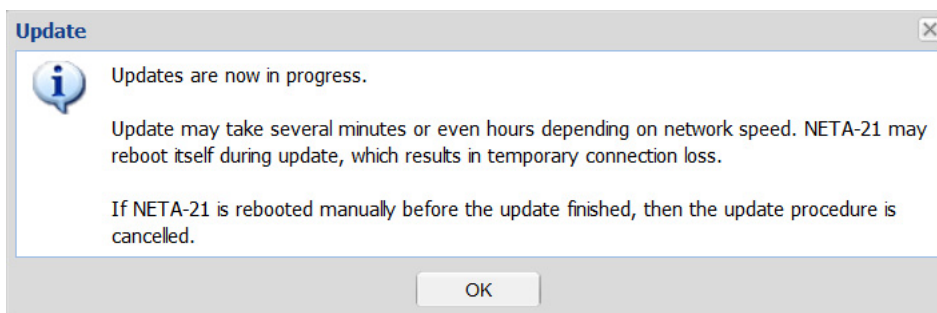 Update
Updates are now in progress.
Update may take several minutes or even hours depending on network speed. NETA-21 may
reboot itself during update, which results in temporary connection loss.
If NETA-21 is rebooted manually before the update finished, then the update procedure is
cancelled.
OK